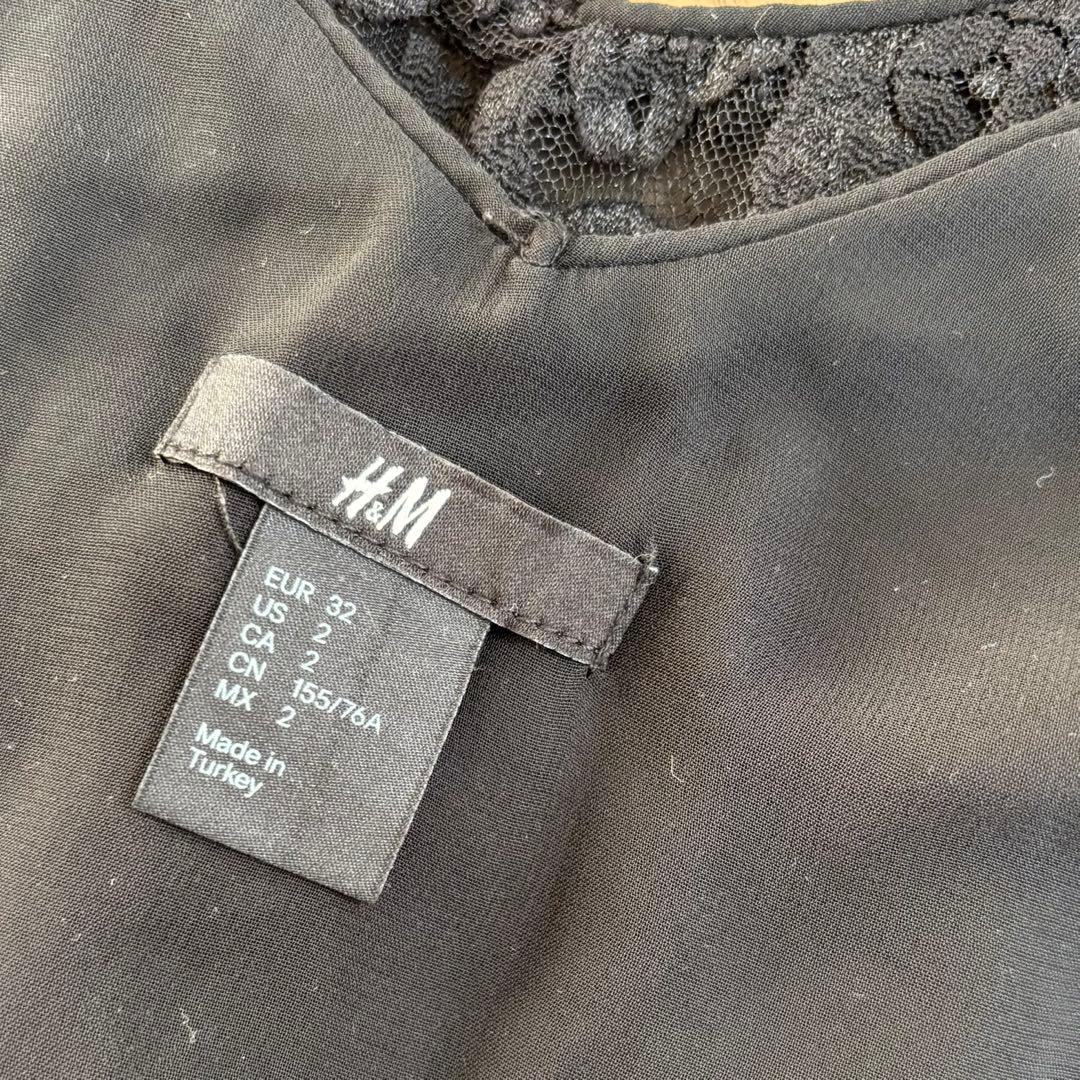 H&M
EUR 32
US 2
CA 2
CN 155/76A
MX 2
Made in
Turkey